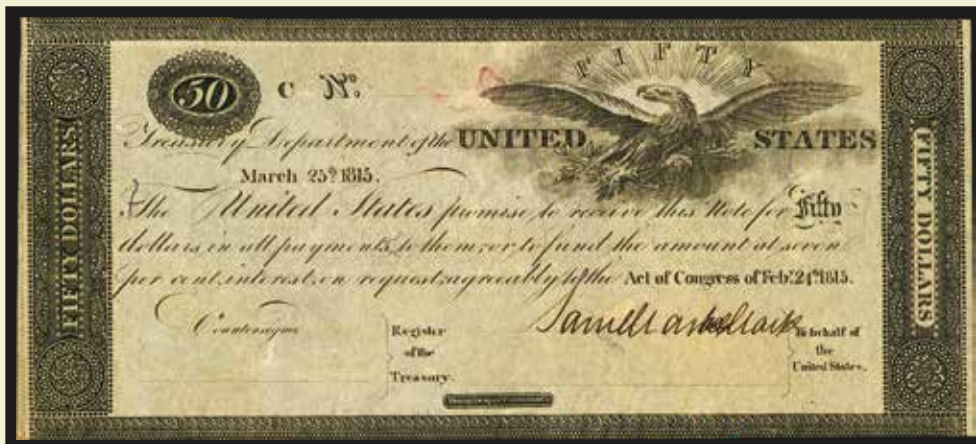 FIFTY
50 C Nº.
Treasury Department of the UNITED STATES
March 25º 1815.
The United States promise to receive this Note for Fifty
dollars in all payments to them, or to fund the amount at seven
per cent, interest, on request, agreeably to the Act of Congress of Feb. 24th 1815.
Countersigns
Register
of the
Treasury.
In behalf of
the
United States.
FIFTY DOLLARS
FIFTY DOLLARS